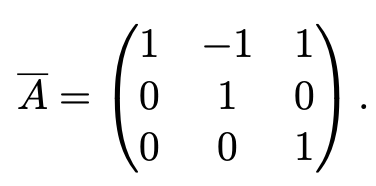 A̅ = ( 1 −1 1
0 1 0
0 0 1 ) .